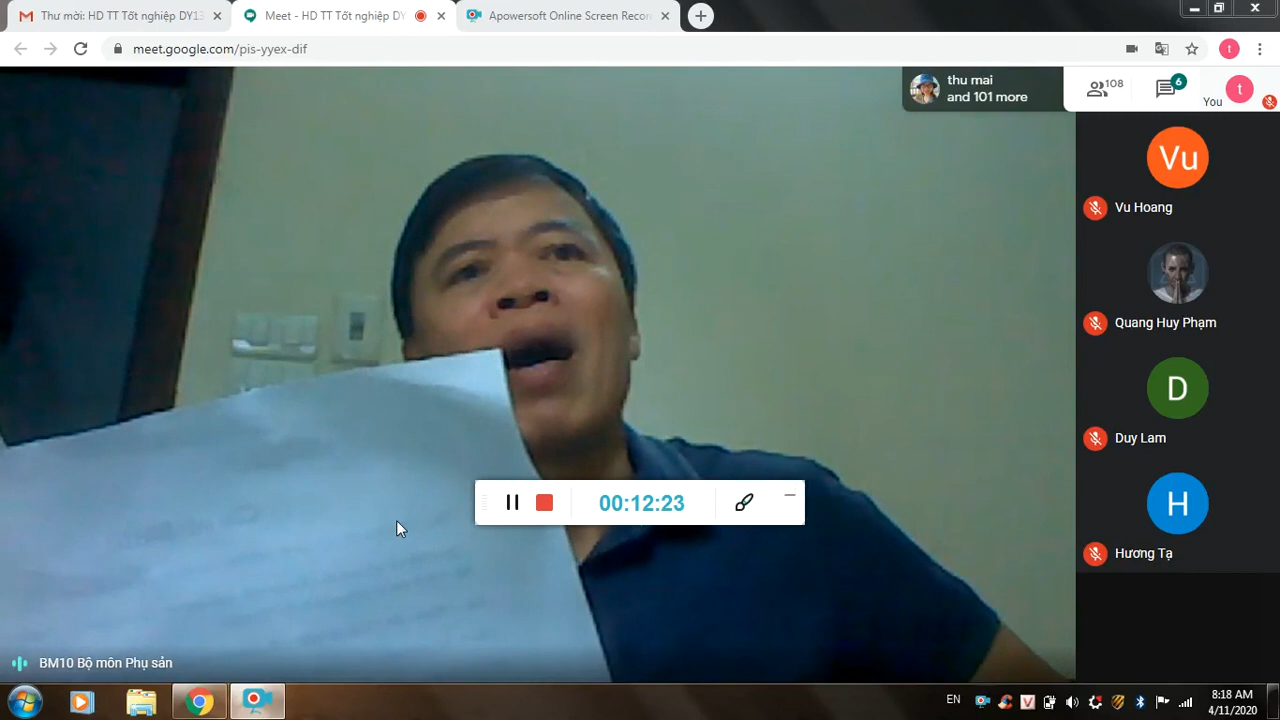 Thư mời: HD TT Tốt nghiệp DY13
Meet - HD TT Tốt nghiệp DY
Apowersoft Online Screen Recor
meet.google.com/pis-yyex-dif
t
thu mai
and 101 more
108
6
You
t
Vu
Vu Hoang
Quang Huy Phạm
D
Duy Lam
H
Hương Tạ
00:12:23
BM10 Bộ môn Phụ sản
EN
8:18 AM
4/11/2020